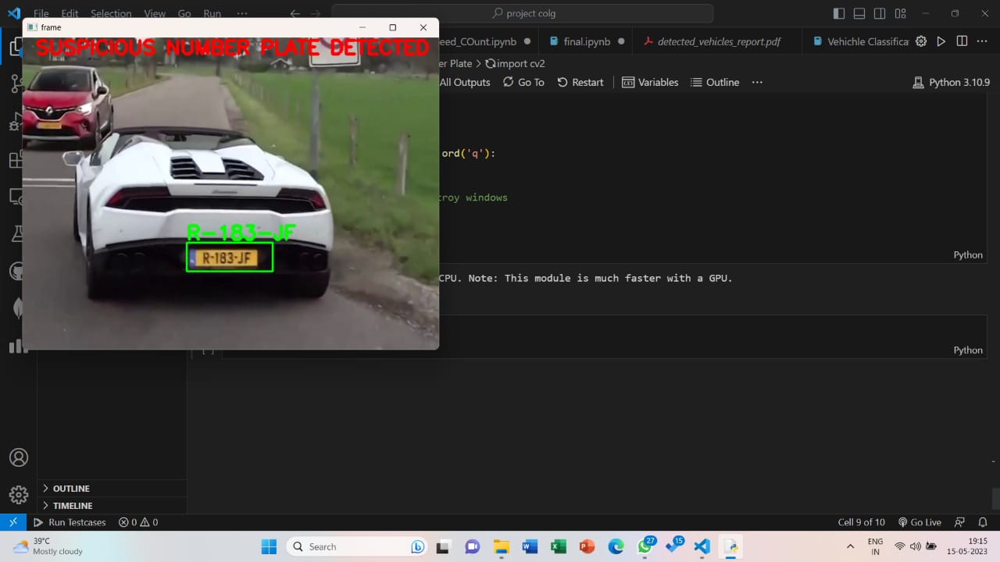 File Edit Selection View Go Run ···
project colg
frame
eed_COunt.ipynb
final.ipynb
detected_vehicles_report.pdf
Vehicle Classifi
er Plate > import cv2
All Outputs Go To Restart Variables Outline ··· Python 3.10.9
SUSPICIOUS NUMBER PLATE DETECTED
R-183-JF
R-183-JF
ord('q'):
troy windows
Python
CPU. Note: This module is much faster with a GPU.
[ ]
Python
OUTLINE
TIMELINE
Run Testcases 0 0 Cell 9 of 10 Go Live
39°C
Mostly cloudy
Search
27
15
ENG
IN
19:15
15-05-2023